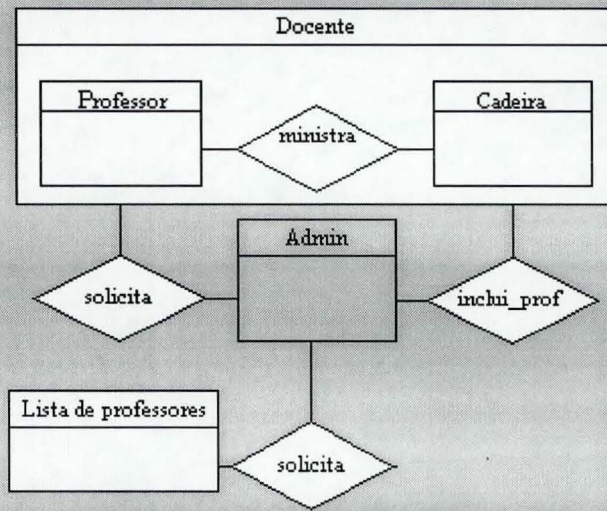 Docente
Professor
Cadeira
ministra
Admin
solicita
inclui_prof
Lista de professores
solicita